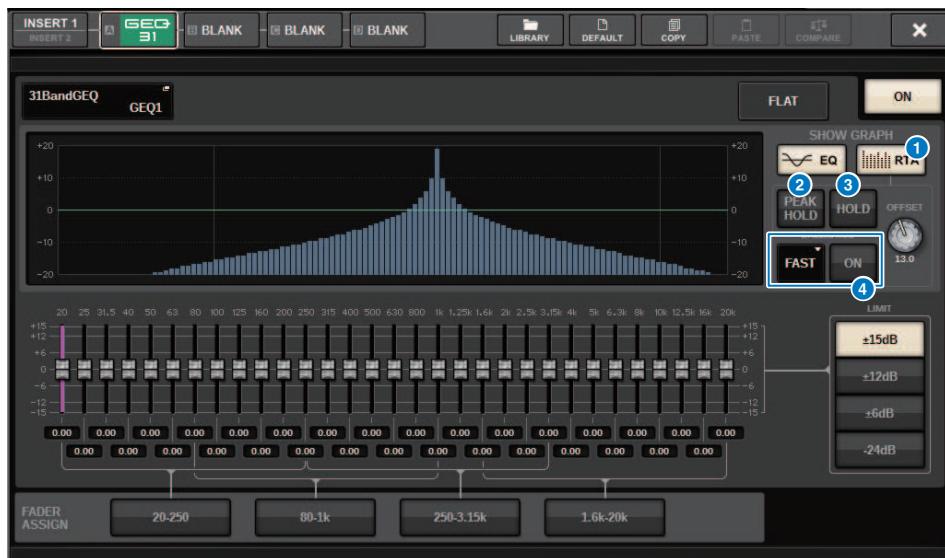 INSERT 1
INSERT 2
A
GEQ
31
B BLANK
C BLANK
D BLANK
LIBRARY
DEFAULT
COPY
PASTE
COMPARE
×
31BandGEQ
GEQ1
FLAT
ON
SHOW GRAPH
EQ
RTA
1
2
3
PEAK
HOLD
HOLD
OFFSET
13.0
FAST
ON
4
+20 +20
+10 +10
0 0
-10 -10
-20 -20
20 25 31.5 40 50 63 80 100 125 160 200 250 315 400 500 630 800 1k 1.25k 1.6k 2k 2.5k 3.15k 4k 5k 6.3k 8k 10k 12.5k 16k 20k
+15 +15
+12 +12
+6 +6
0 0
-6 -6
-12 -12
-15 -15
0.00 0.00 0.00 0.00 0.00 0.00 0.00 0.00 0.00 0.00 0.00 0.00 0.00 0.00 0.00 0.00
0.00 0.00 0.00 0.00 0.00 0.00 0.00 0.00 0.00 0.00 0.00 0.00 0.00 0.00 0.00
LIMIT
±15dB
±12dB
±6dB
-24dB
FADER
ASSIGN
20-250
80-1k
250-3.15k
1.6k-20k